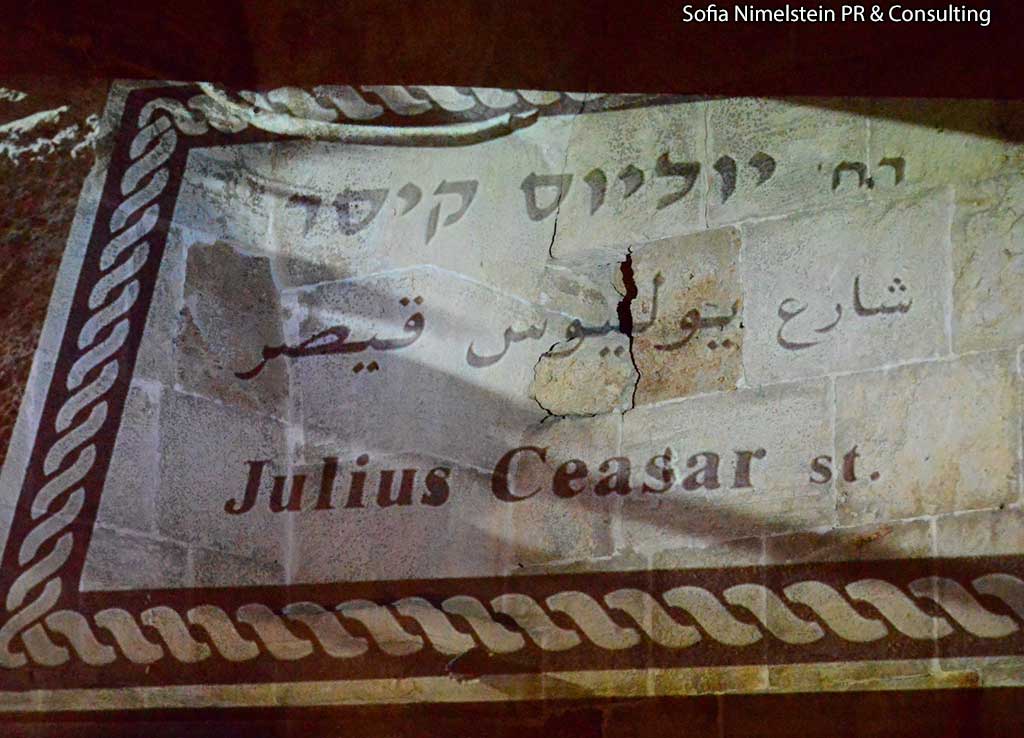 Sofia Nimelstein PR & Consulting
רח' יוליוס קיסר
شارع يوليوس قيصر
Julius Ceasar st.